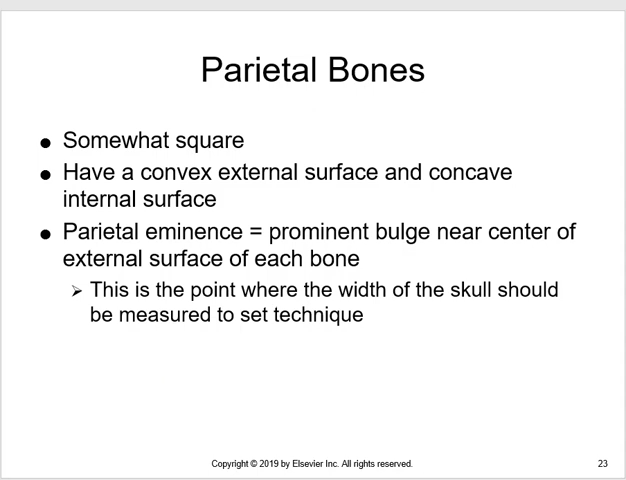 Parietal Bones
● Somewhat square
● Have a convex external surface and concave
internal surface
● Parietal eminence = prominent bulge near center of
external surface of each bone
➢ This is the point where the width of the skull should
be measured to set technique
Copyright © 2019 by Elsevier Inc. All rights reserved.
23